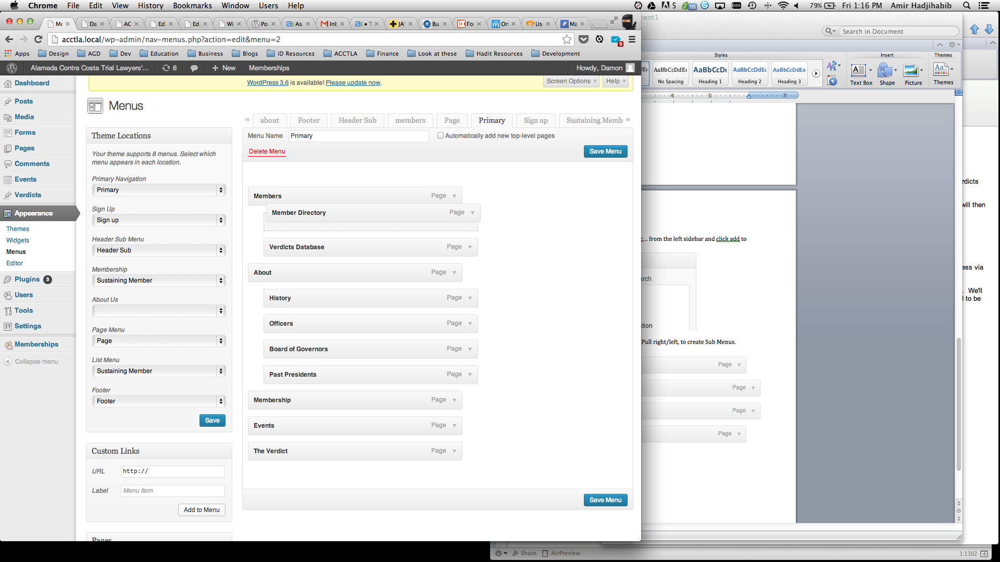 Chrome File Edit View History Bookmarks Window Users Help
5 16 79% Fri 1:16 PM Amir Hadjihabib
Me Da AC Edi Edi Wi Po As Inb T JA Bu Fo On Us Ma
acctla.local/wp-admin/nav-menus.php?action=edit&menu=2
9
Apps Design AGD Dev Education Business Blogs iD Resources ACCTLA Finance Look at these Hadit Resources Development
Alameda Contra Costa Trial Lawyers'... 6 + New Memberships Howdy, Damon
WordPress 3.6 is available! Please update now.
Screen Options Help
Dashboard
Posts
Media
Forms
Pages
Comments
Events
Verdicts
Appearance
Themes
Widgets
Menus
Editor
Plugins 3
Users
Tools
Settings
Memberships
Collapse menu
Menus
« about Footer Header Sub members Page Primary Sign up Sustaining Memb »
Theme Locations
Your theme supports 8 menus. Select which
menu appears in each location.
Primary Navigation
Primary
Sign Up
Sign up
Header Sub Menu
Header Sub
Membership
Sustaining Member
About Us
Page Menu
Page
List Menu
Sustaining Member
Footer
Footer
Save
Custom Links
URL http://
Label Menu Item
Add to Menu
Pages
Menu Name Primary Automatically add new top-level pages
Delete Menu Save Menu
Members Page
Member Directory Page
Verdicts Database Page
About Page
History Page
Officers Page
Board of Governors Page
Past Presidents Page
Membership Page
Events Page
The Verdict Page
Save Menu
ment1
Search in Document
Styles Insert Themes
AaBbCcDdEe AaBbCcDc AaBbCcDdEe AaBbCcDdEe
No Spacing Heading 1 Heading 2 Heading 3
Text Box Shape Picture Themes
4 5 7
... from the left sidebar and click add to
arch
ation
Pull right/left, to create Sub Menus.
Page
Page
Page
Page
rdicts
will then
ess via
. We'll
l to be
Share AirPreview 1:1302